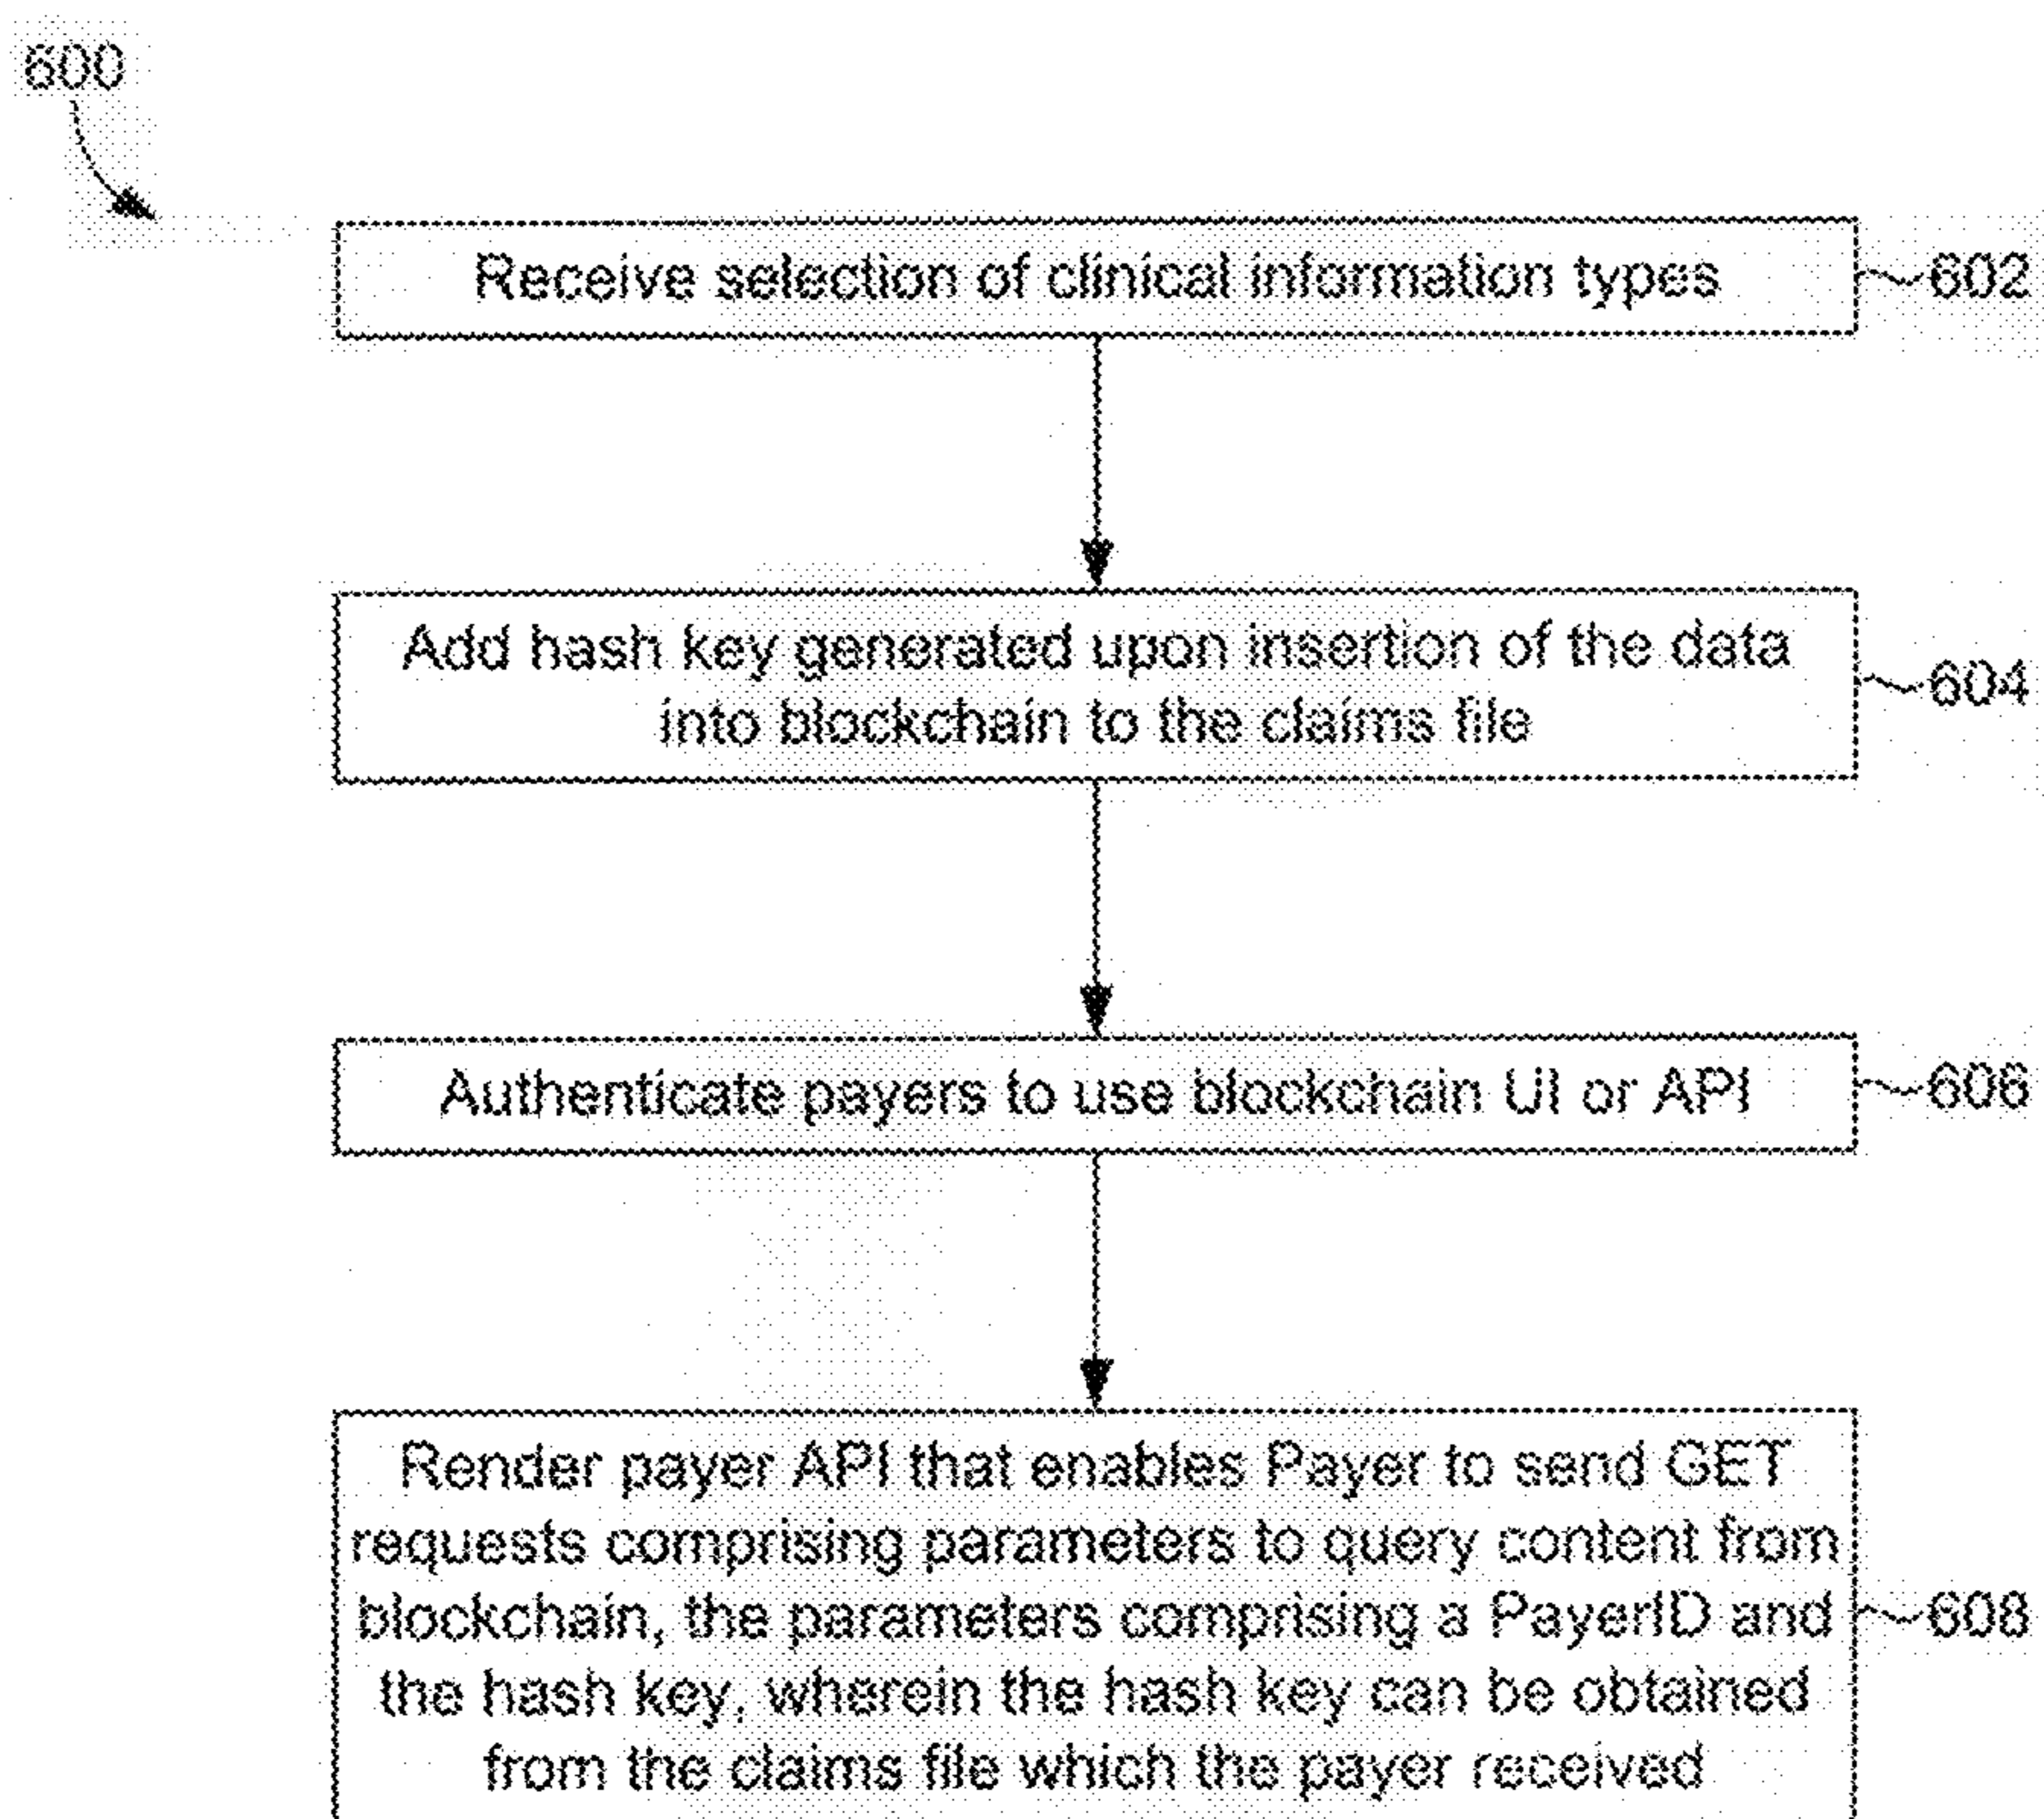 600
Receive selection of clinical information types
602
Add hash key generated upon insertion of the data
into blockchain to the claims file
604
Authenticate payers to use blockchain UI or API
606
Render payer API that enables Payer to send GET
requests comprising parameters to query content from
blockchain, the parameters comprising a PayerID and
608
the hash key, wherein the hash key can be obtained
from the claims file which the payer received